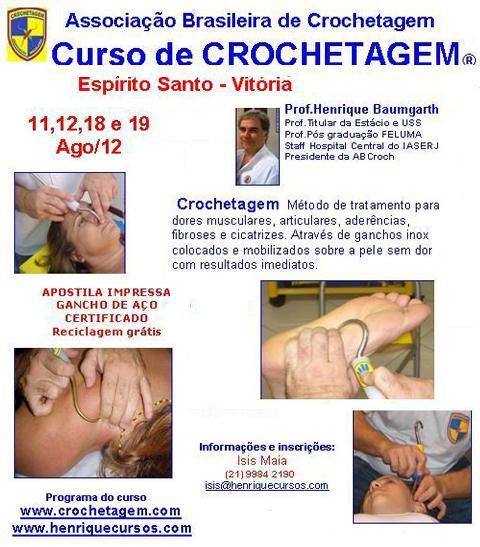 Associação Brasileira de Crochetagem
Curso de CROCHETAGEM®
Espírito Santo - Vitória
11,12,18 e 19
Ago/12
Prof.Henrique Baumgarth
Prof.Titular da Estácio e USS
Prof.Pós graduação FELUMA
Staff Hospital Central do IASERJ
Presidente da ABCroch
Crochetagem Método de tratamento para
dores musculares, articulares, aderências,
fibroses e cicatrizes. Através de ganchos inox
colocados e mobilizados sobre a pele sem dor
com resultados imediatos.
APOSTILA IMPRESSA
GANCHO DE AÇO
CERTIFICADO
Reciclagem grátis
Informações e inscrições:
Isis Maia
(21) 9984 2190
isis@henriquecursos.com
Programa do curso
www.crochetagem.com
www.henriquecursos.com